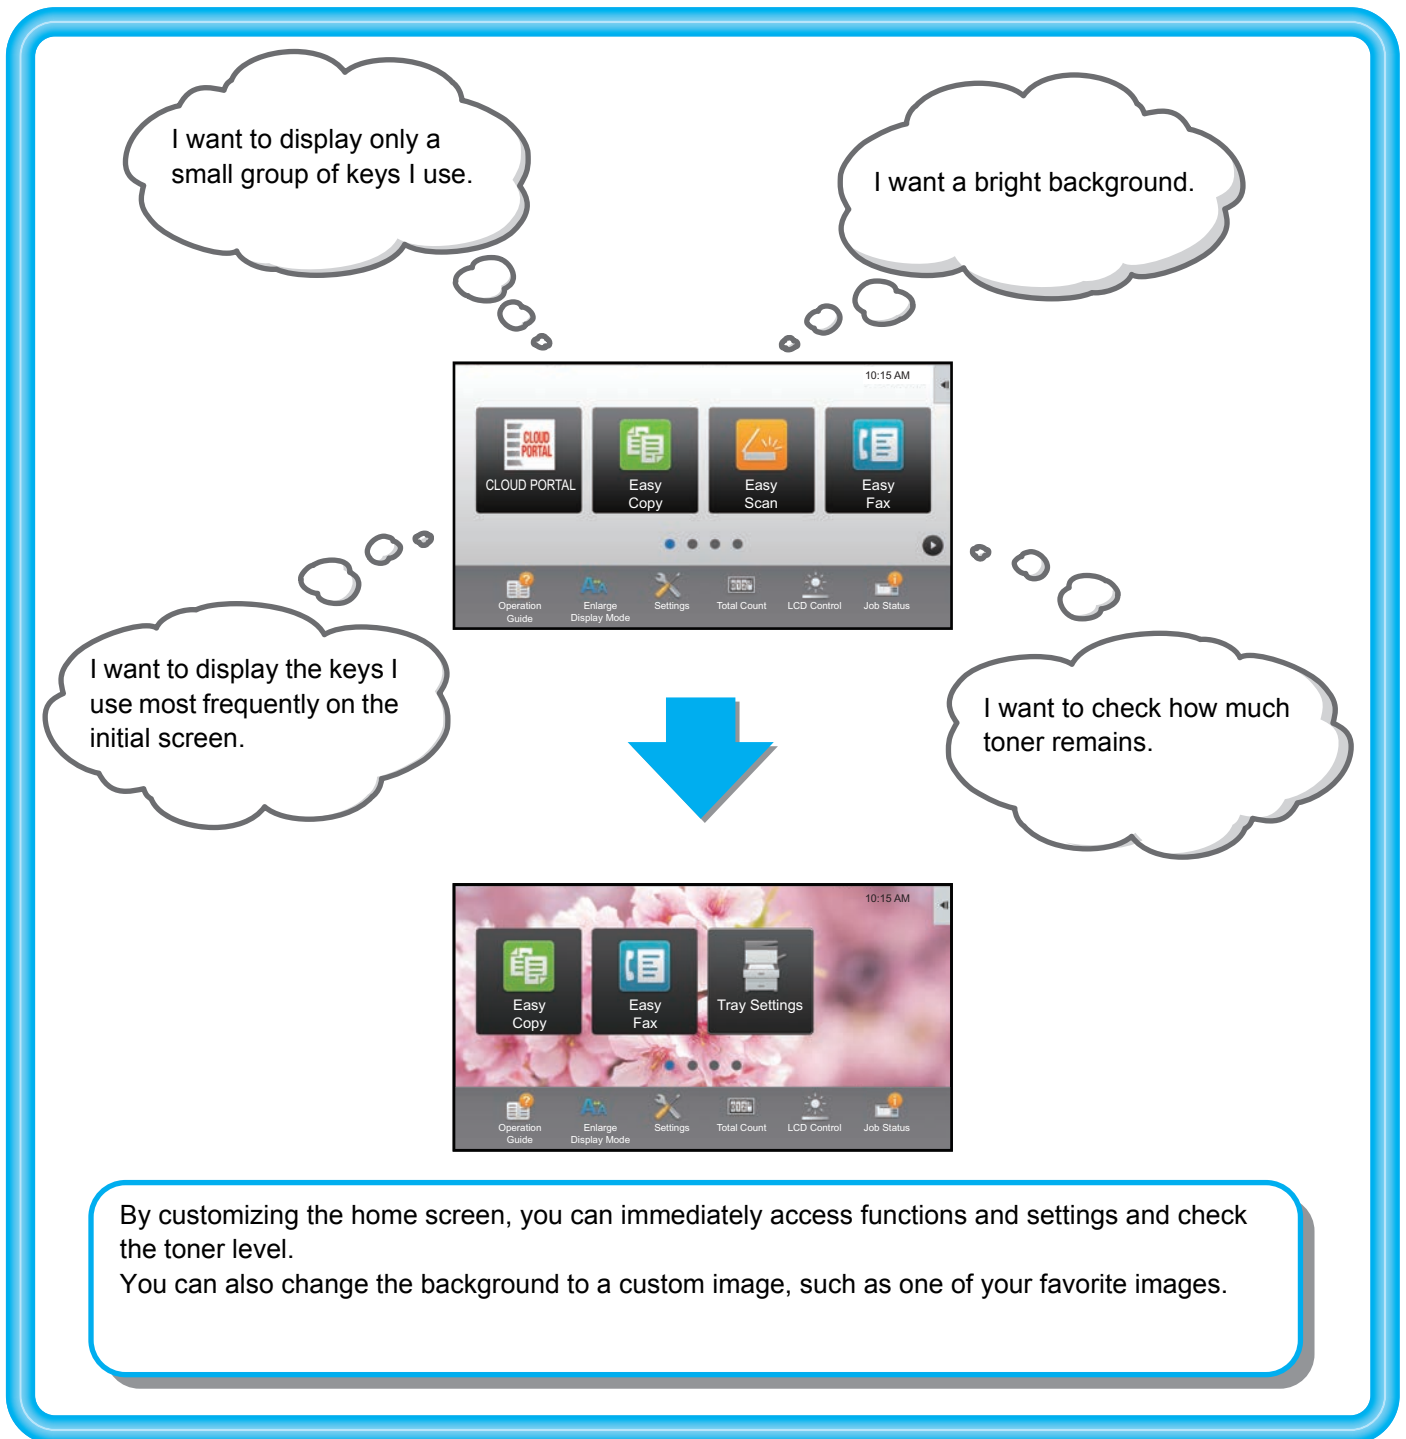 I want to display only a
small group of keys I use.
I want a bright background.
10:15 AM
CLOUD
PORTAL
CLOUD PORTAL
Easy
Copy
Easy
Scan
Easy
Fax
Operation
Guide
Enlarge
Display Mode
Settings
Total Count
LCD Control
Job Status
I want to display the keys I
use most frequently on the
initial screen.
I want to check how much
toner remains.
10:15 AM
Easy
Copy
Easy
Fax
Tray Settings
Operation
Guide
Enlarge
Display Mode
Settings
Total Count
LCD Control
Job Status
By customizing the home screen, you can immediately access functions and settings and check
the toner level.
You can also change the background to a custom image, such as one of your favorite images.